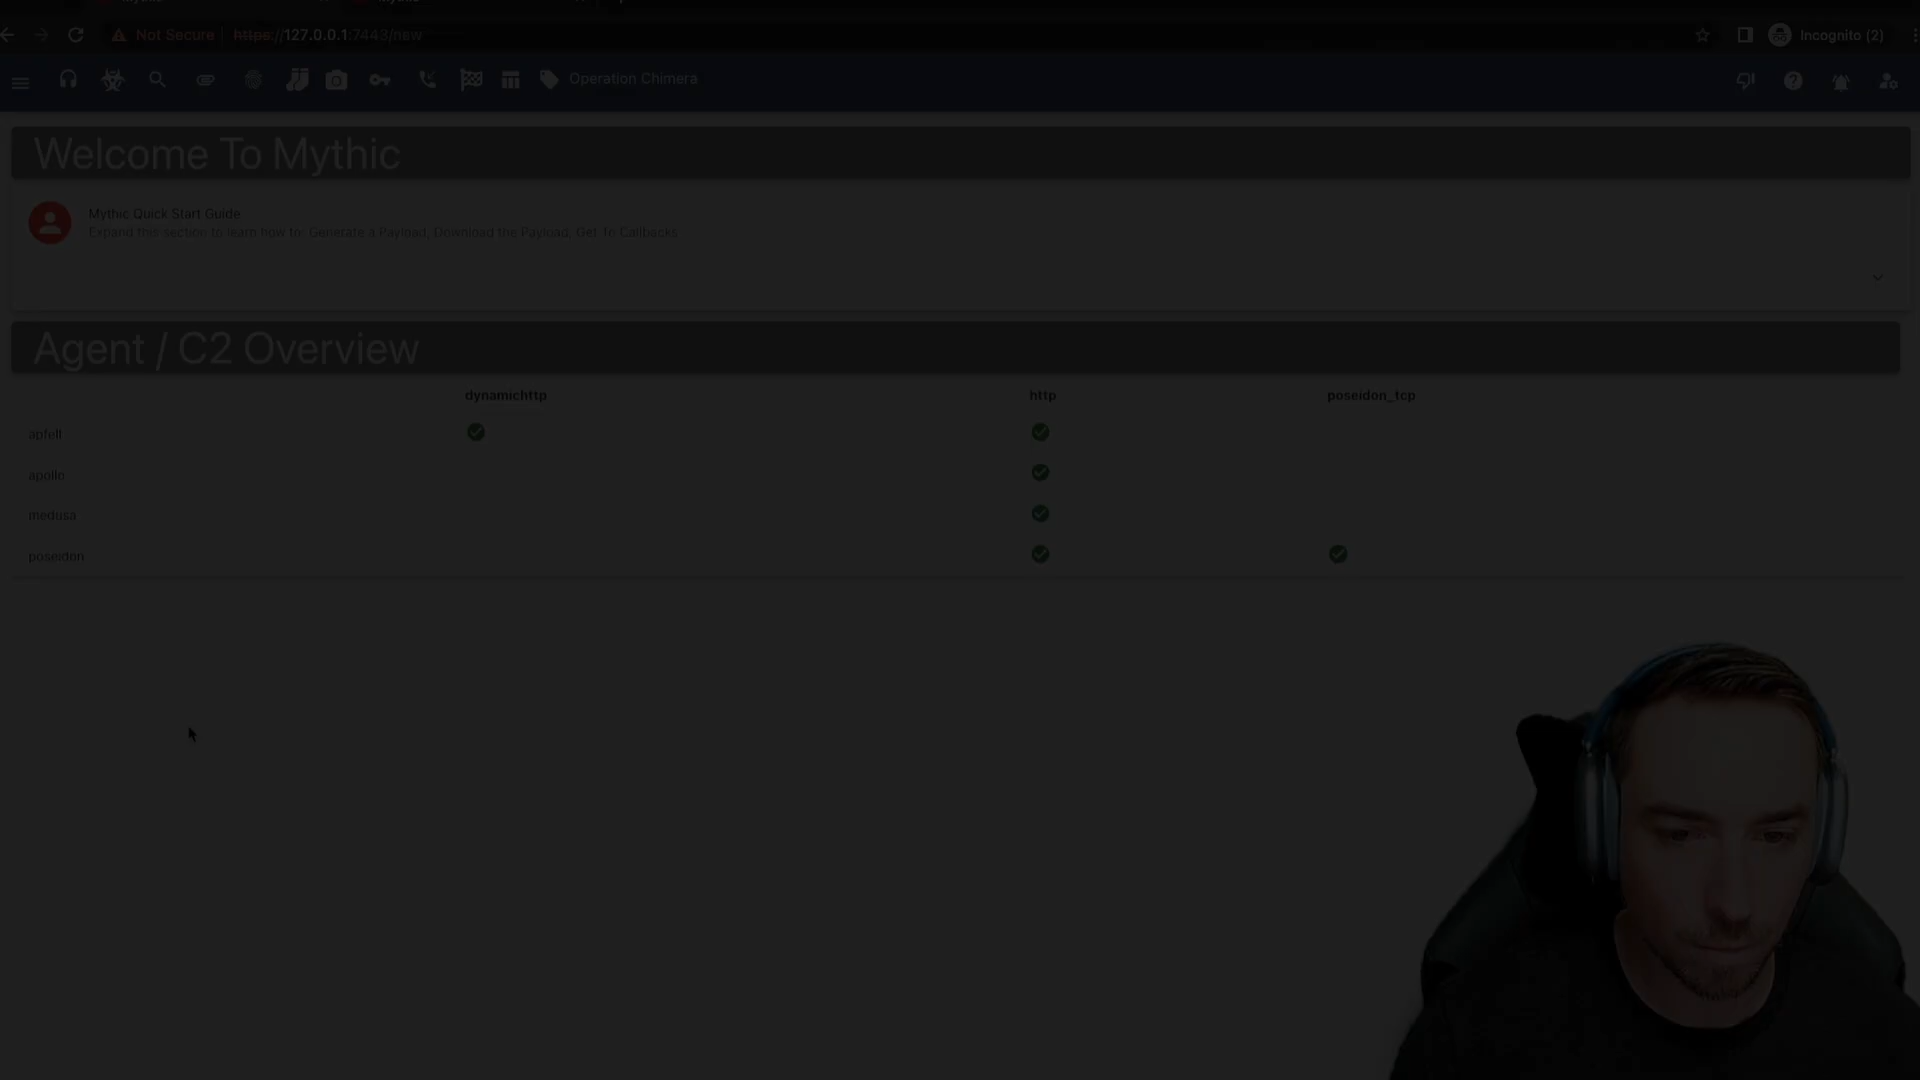 Not Secure https://127.0.0.1:7443/new Incognito (2)
Operation Chimera
Welcome To Mythic
Mythic Quick Start Guide
Expand this section to learn how to: Generate a Payload, Download the Payload, Get To Callbacks
Agent / C2 Overview
dynamichttp http poseidon_tcp
apfell
apollo
medusa
poseidon